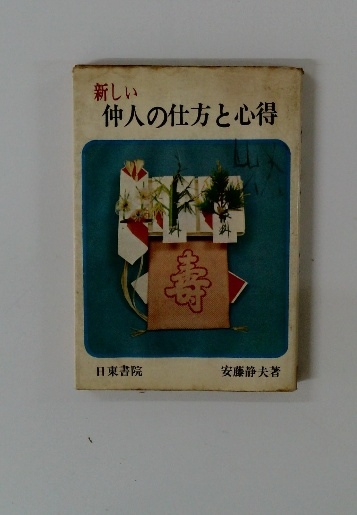 新しい
仲人の仕方と心得
寿
日東書院
安藤静夫著